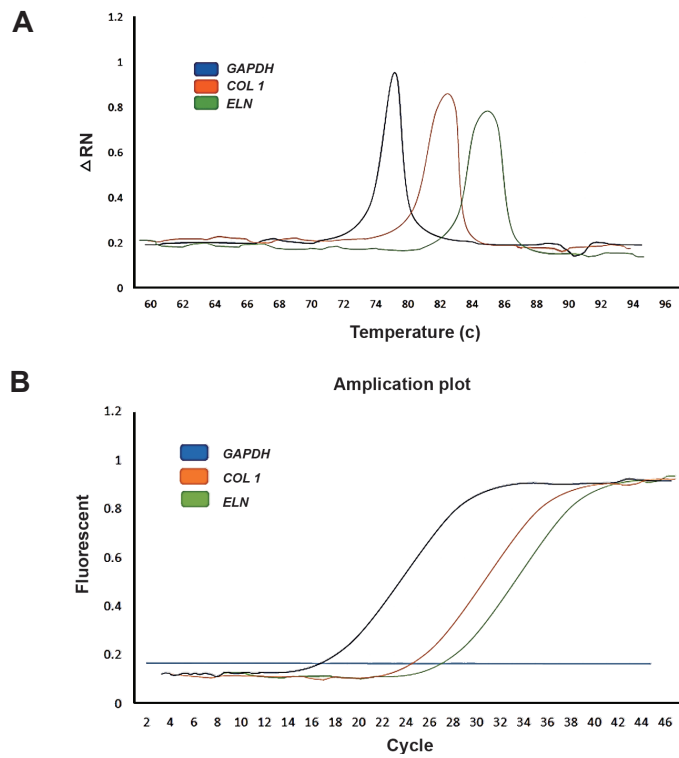 A
1.2
1
0.8
0.6
0.4
0.2
0
△RN
GAPDH
COL 1
ELN
60 62 64 66 68 70 72 74 80 82 84 86 88 90 92 94 96
Temperature (c)
B
Amplication plot
1.2
1
0.8
0.6
0.4
0.2
0
Fluorescent
GAPDH
COL 1
ELN
2 4 6 8 10 12 14 16 18 20 22 24 26 28 30 32 34 36 38 40 42 44 46
Cycle